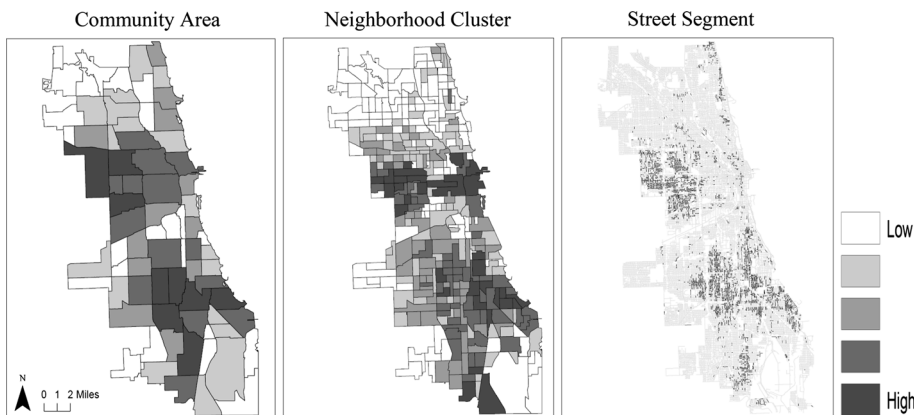 Community Area
Neighborhood Cluster
Street Segment
Low
High
N
0 1 2 Miles